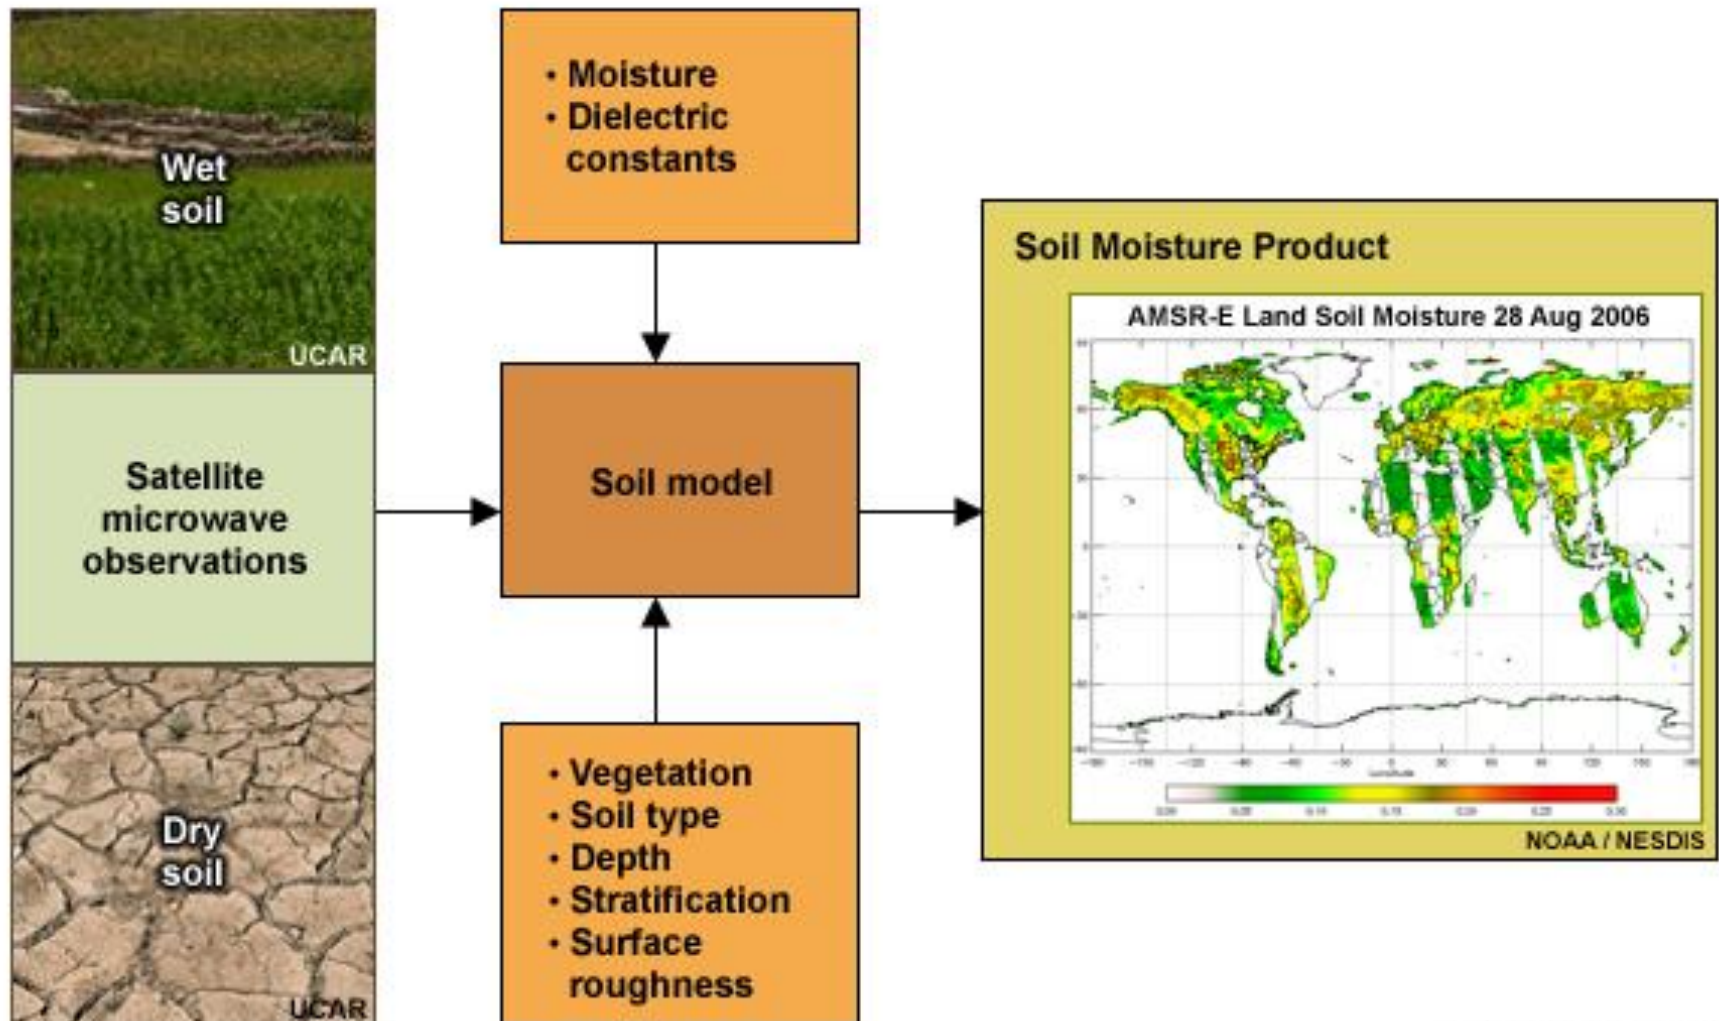 Wet
soil
UCAR
Satellite
microwave
observations
Dry
soil
UCAR
• Moisture
• Dielectric
constants
Soil model
• Vegetation
• Soil type
• Depth
• Stratification
• Surface
roughness
Soil Moisture Product
AMSR-E Land Soil Moisture 28 Aug 2006
NOAA / NESDIS